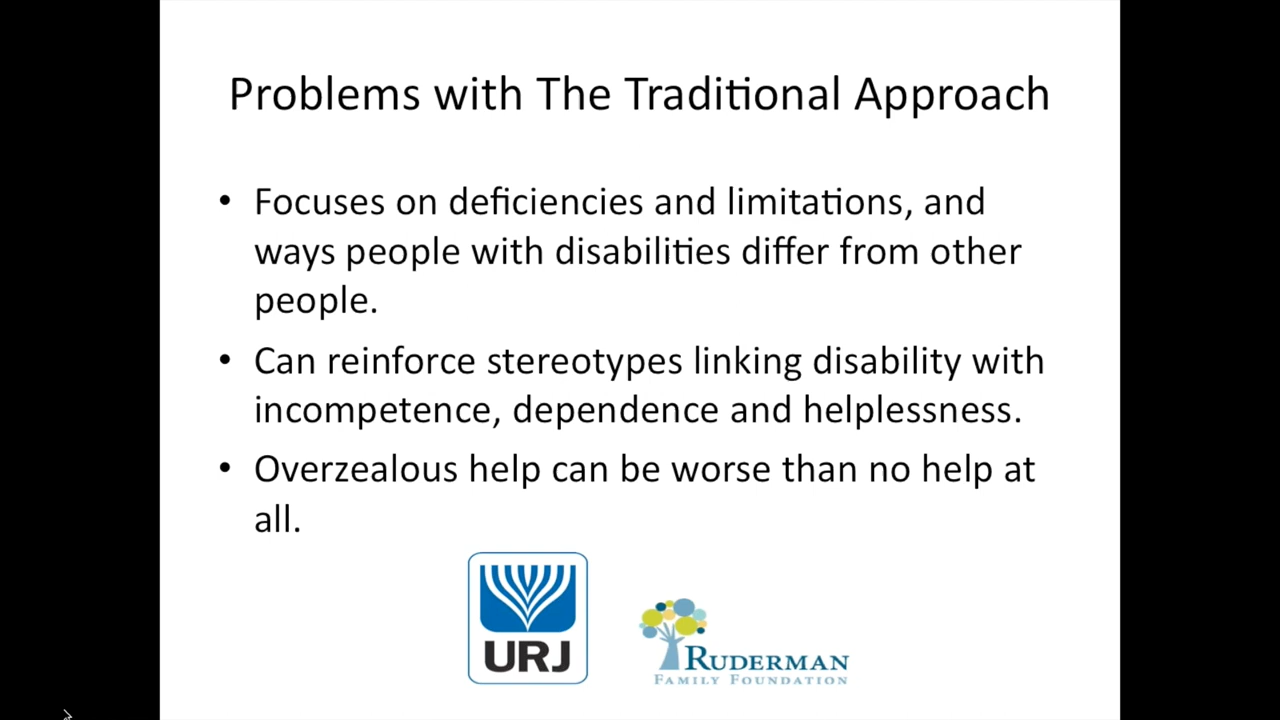 Problems with The Traditional Approach
• Focuses on deficiencies and limitations, and
ways people with disabilities differ from other
people.
• Can reinforce stereotypes linking disability with
incompetence, dependence and helplessness.
• Overzealous help can be worse than no help at
all.
URJ
RUDERMAN
FAMILY FOUNDATION